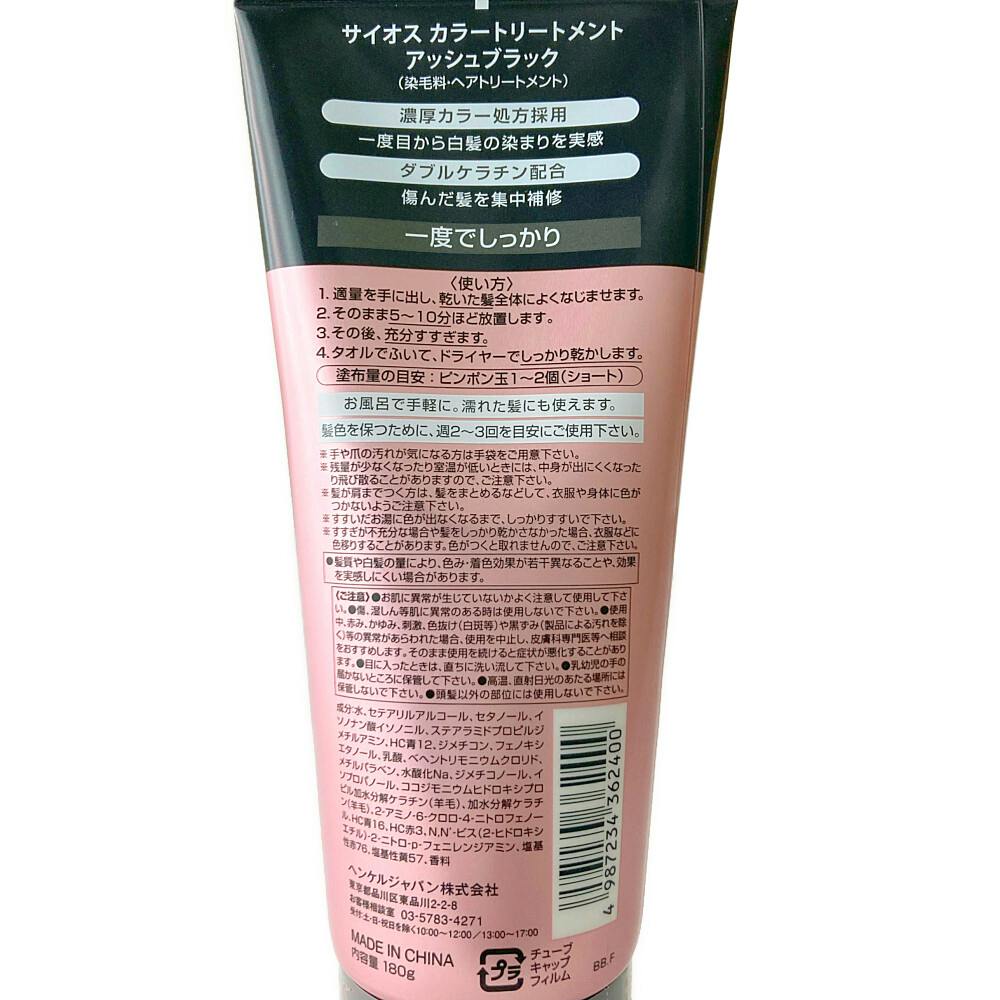 サイオス カラートリートメント
アッシュブラック
(染毛料・ヘアトリートメント)
濃厚カラー処方採用
一度目から白髪の染まりを実感
ダブルケラチン配合
傷んだ髪を集中補修
一度でしっかり
〈使い方〉
1. 適量を手に出し、乾いた髪全体によくなじませます。
2. そのまま5〜10分ほど放置します。
3. その後、充分すすぎます。
4. タオルでふいて、ドライヤーでしっかり乾かします。
塗布量の目安：ピンポン玉1〜2個(ショート)
お風呂で手軽に。濡れた髪にも使えます。
髪色を保つために、週2〜3回を目安にご使用下さい。
※手や爪の汚れが気になる方は手袋をご用意下さい。
※残量が少なくなったり室温が低いときには、中身が出にくくなった
り飛び散ることがありますので、ご注意下さい。
※髪が肩までつく方は、髪をまとめるなどして、衣服や身体に色が
つかないようご注意下さい。
※すすいだお湯に色が出なくなるまで、しっかりすすいで下さい。
※すすぎが不充分な場合や髪をしっかり乾かさなかった場合、衣服などに
色移りすることがあります。色がつくと取れませんので、ご注意下さい。
●髪質や白髪の量により、色み・着色効果が若干異なることや、効果
を実感しにくい場合があります。
〈ご注意〉●お肌に異常が生じていないかよく注意して使用して下さ
い。●傷、湿しん等肌に異常のある時は使用しないで下さい。●使用
中、赤み、かゆみ、刺激、色抜け(白斑等)や黒ずみ(製品による汚れを除
く)等の異常があらわれた場合、使用を中止し、皮膚科専門医等へ相談
をおすすめします。そのまま使用を続けると症状が悪化することがあり
ます。●目に入ったときは、直ちに洗い流して下さい。●乳幼児の手の
届かないところに保管して下さい。●高温、直射日光のあたる場所には
保管しないで下さい。●頭髪以外の部位には使用しないで下さい。
成分:水、セテアリルアルコール、セタノール、イ
ソノナン酸イソノニル、ステアラミドプロピルジ
メチルアミン、HC青12、ジメチコン、フェノキシ
エタノール、乳酸、ベヘントリモニウムクロリド、
メチルパラベン、水酸化Na、ジメチコノール、イ
ソプロパノール、ココジモニウムヒドロキシプロ
ピル加水分解ケラチン(羊毛)、加水分解ケラチ
ン(羊毛)、2-アミノ-6-クロロ-4-ニトロフェノー
ル、HC青16、HC赤3、N,N'-ビス(2-ヒドロキシ
エチル)-2-ニトロ-p-フェニレンジアミン、塩基
性赤76、塩基性黄57、香料
ヘンケルジャパン株式会社
東京都品川区東品川2-2-8
お客様相談室 03-5783-4271
受付:土・日・祝日を除く10:00〜12:00/13:00〜17:00
MADE IN CHINA
内容量 180g
プラ
チューブ
キャップ
フィルム
BB.F
4 987234 362400